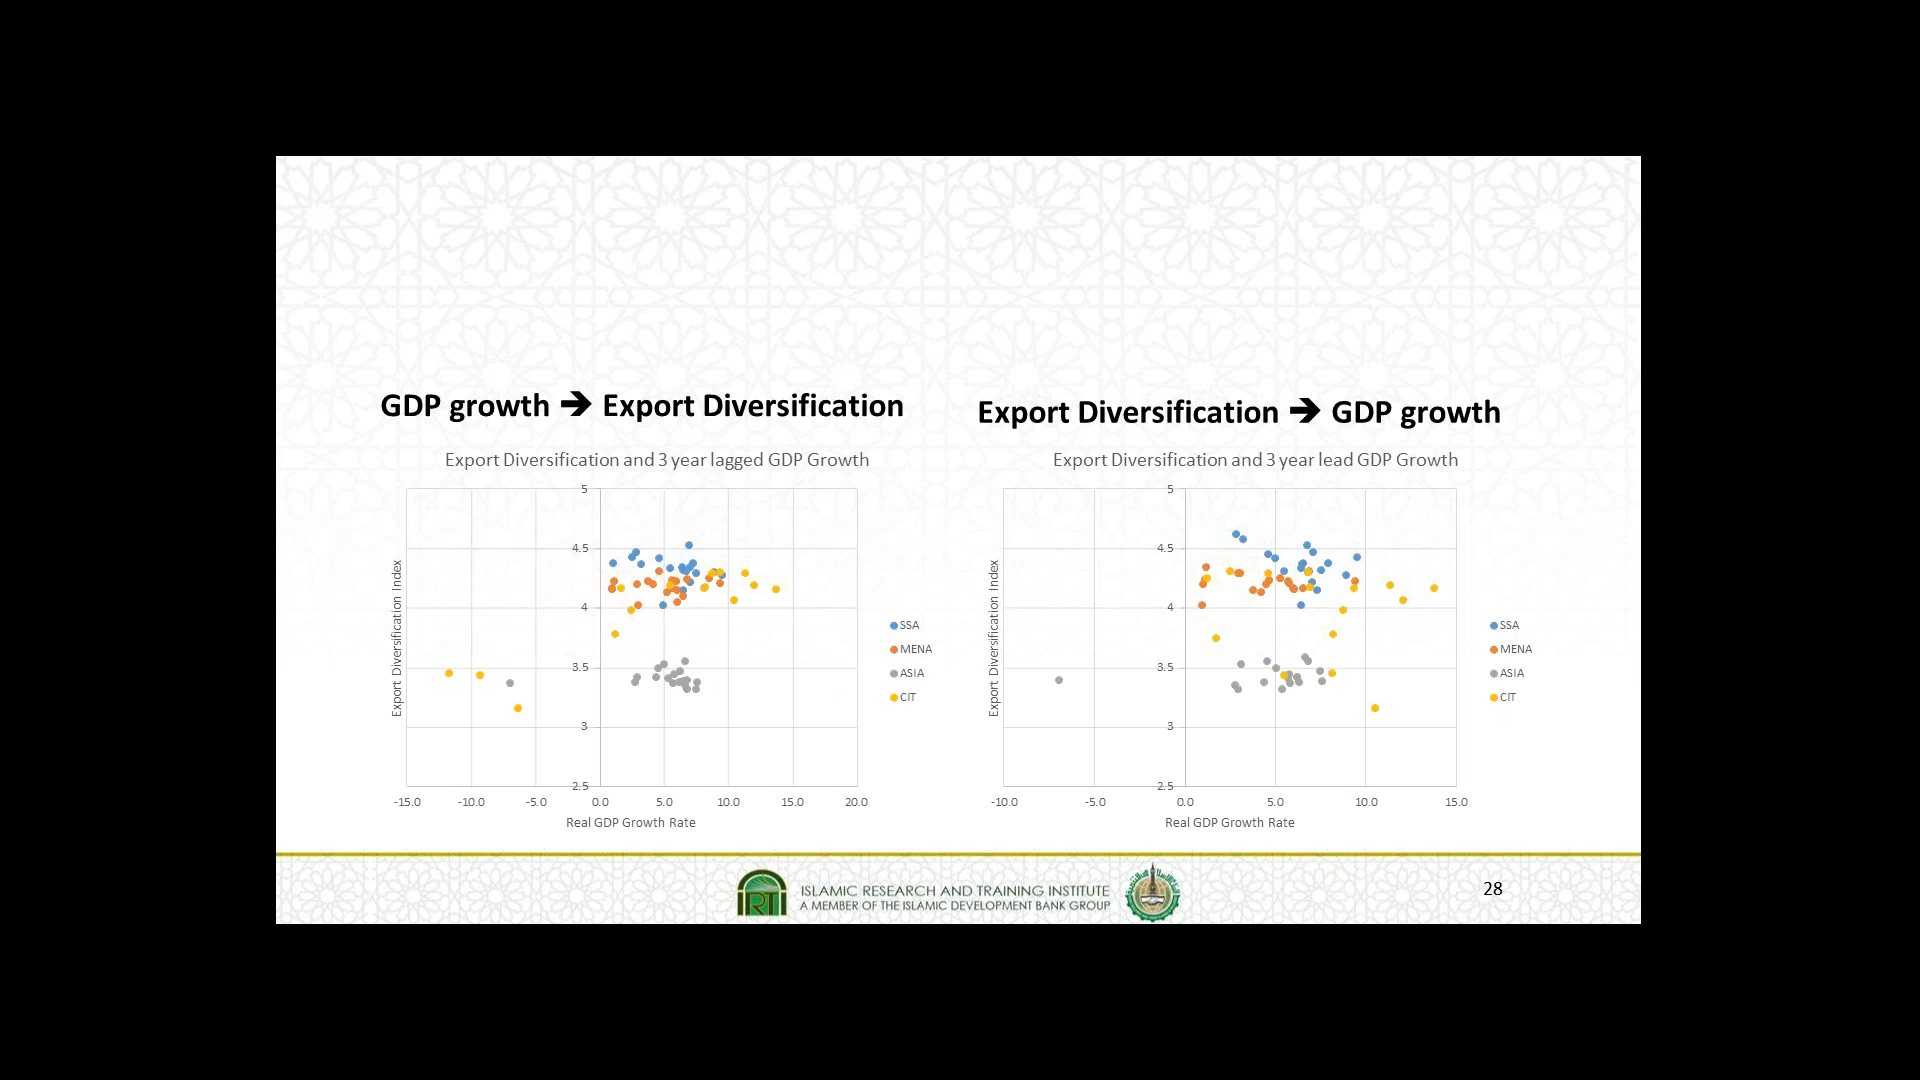 GDP growth → Export Diversification
Export Diversification and 3 year lagged GDP Growth
Export Diversification Index
5
4.5
4
3.5
3
2.5
-15.0 -10.0 -5.0 0.0 5.0 10.0 15.0 20.0
Real GDP Growth Rate
SSA
MENA
ASIA
CIT
Export Diversification → GDP growth
Export Diversification and 3 year lead GDP Growth
Export Diversification Index
5
4.5
4
3.5
3
2.5
-10.0 -5.0 0.0 5.0 10.0 15.0
Real GDP Growth Rate
SSA
MENA
ASIA
CIT
IRTI
ISLAMIC RESEARCH AND TRAINING INSTITUTE
A MEMBER OF THE ISLAMIC DEVELOPMENT BANK GROUP
28